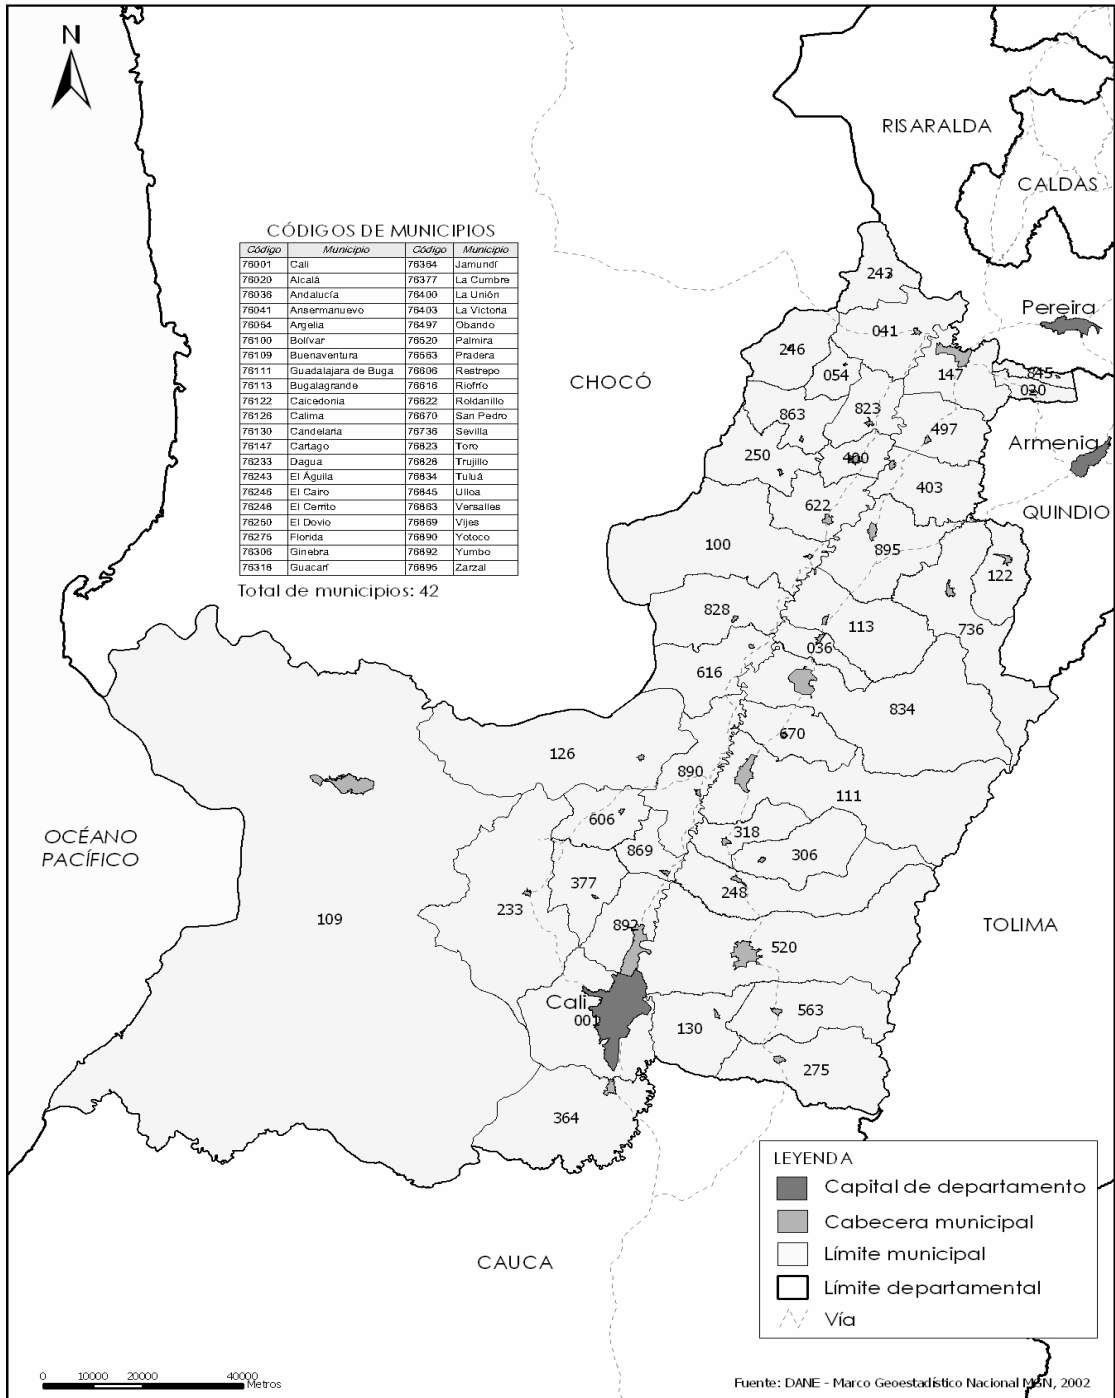 N
RISARALDA
CALDAS
CÓDIGOS DE MUNICIPIOS
Código Municipio Código Municipio
76001 Cali 76364 Jamundí
76020 Alcalá 76377 La Cumbre
76036 Andalucía 76400 La Unión
76041 Ansermanuevo 76403 La Victoria
76054 Argelia 76497 Obando
76100 Bolívar 76520 Palmira
76109 Buenaventura 76563 Pradera
76111 Guadalajara de Buga 76606 Restrepo
76113 Bugalagrande 76616 Riofrío
76122 Caicedonia 76622 Roldanillo
76126 Calima 76670 San Pedro
76130 Candelaria 76736 Sevilla
76147 Cartago 76823 Toro
76233 Dagua 76828 Trujillo
76243 El Águila 76834 Tuluá
76246 El Cairo 76845 Ulloa
76248 El Cerrito 76863 Versalles
76250 El Dovio 76869 Vijes
76275 Florida 76890 Yotoco
76306 Ginebra 76892 Yumbo
76318 Guacarí 76895 Zarzal
Total de municipios: 42
243
Pereira
041
246
CHOCÓ
054
147
845
020
863
823
497
Armenia
250
400
403
622
QUINDIO
100
895
122
828
113
736
036
616
834
670
126
890
111
OCÉANO
PACÍFICO
606
318
869
306
377
248
109
233
892
TOLIMA
520
Cali
001
130
563
275
364
CAUCA
LEYENDA
Capital de departamento
Cabecera municipal
Límite municipal
Límite departamental
Vía
0 10000 20000 40000
Metros
Fuente: DANE - Marco Geoestadístico Nacional MGN, 2002